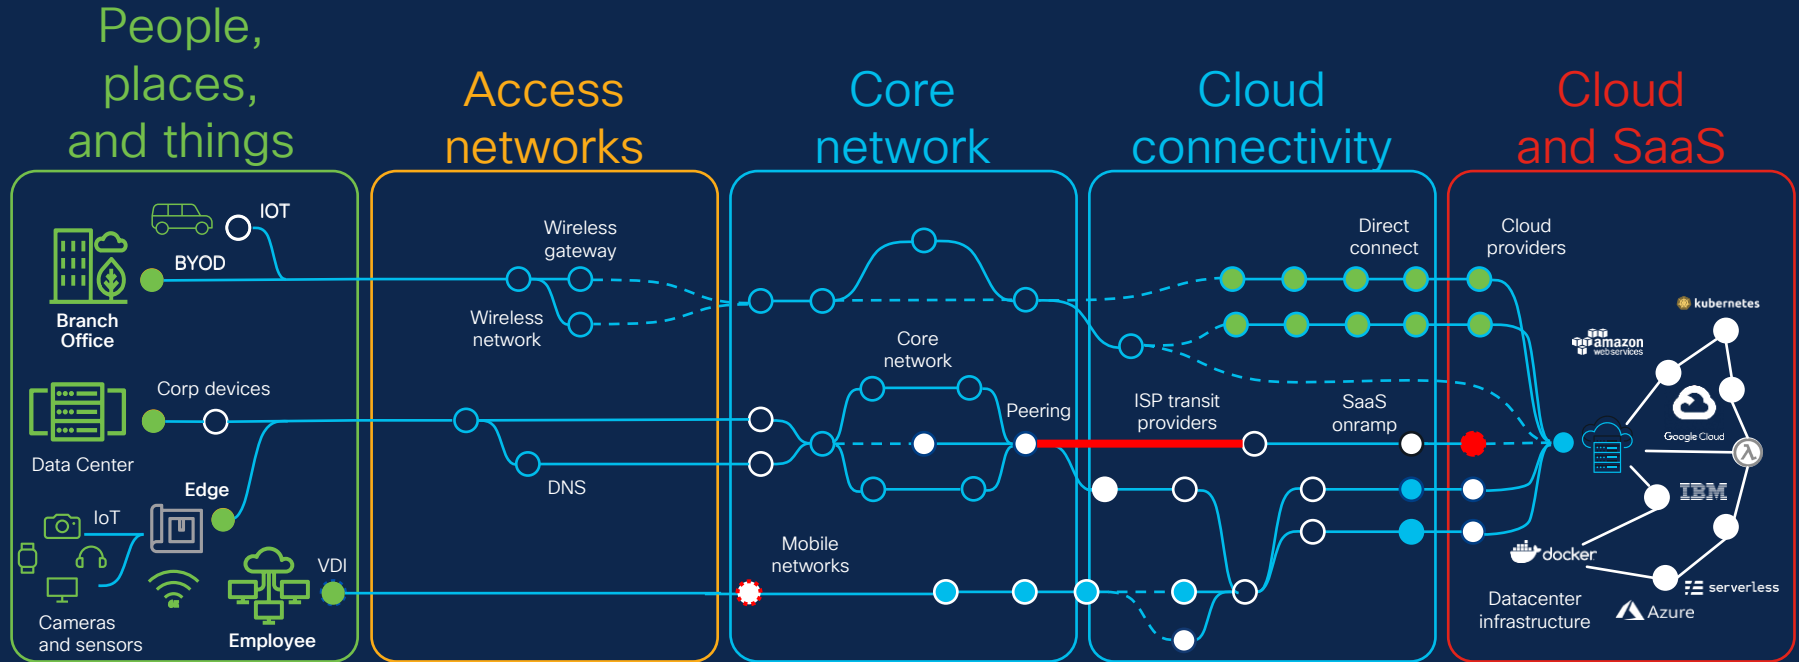 People,
places,
and things
Access
networks
Core
network
Cloud
connectivity
Cloud
and SaaS
IOT
BYOD
Branch
Office
Corp devices
Data Center
Edge
IoT
Cameras
and sensors
VDI
Employee
Wireless
gateway
Wireless
network
DNS
Core
network
Peering
Mobile
networks
Direct
connect
ISP transit
providers
SaaS
onramp
Cloud
providers
kubernetes
amazon
webservices
Google Cloud
λ
IBM
docker
serverless
Azure
Datacenter
infrastructure